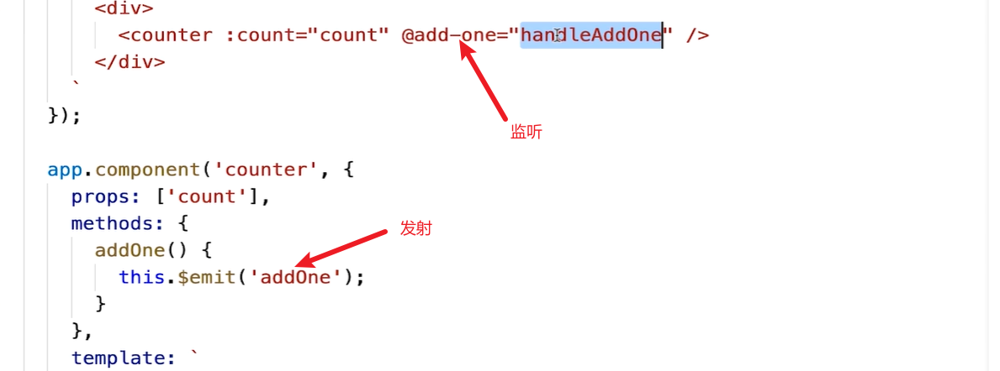 <div>
<counter :count="count" @add-one="handleAddOne" />
</div>
`
});
监听
app.component('counter', {
props: ['count'],
methods: {
发射
addOne() {
this.$emit('addOne');
}
},
template: `